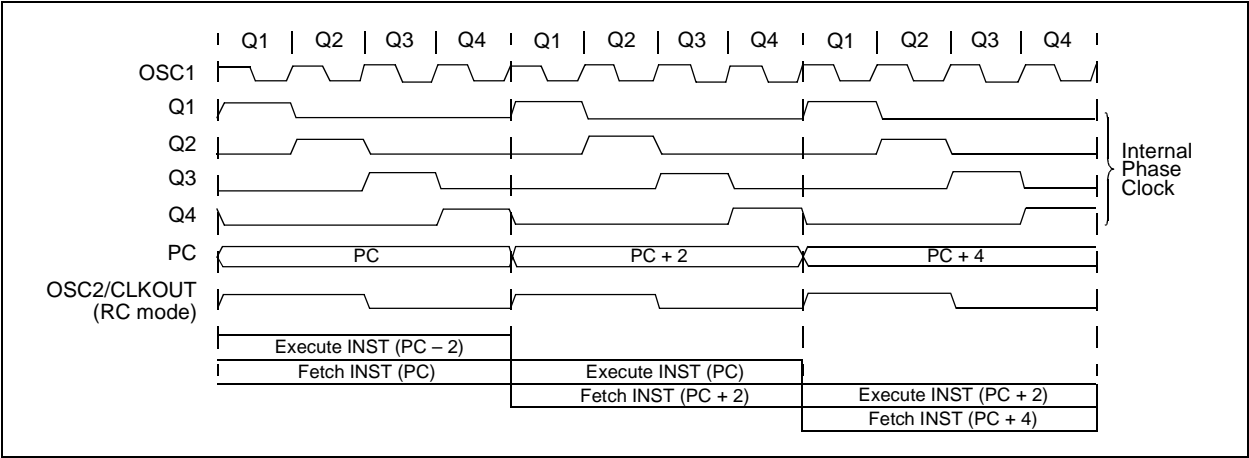 Q1 Q2 Q3 Q4 Q1 Q2 Q3 Q4 Q1 Q2 Q3 Q4
OSC1
Q1
Q2
Q3
Q4
Internal
Phase
Clock
PC PC PC + 2 PC + 4
OSC2/CLKOUT
(RC mode)
Execute INST (PC – 2)
Fetch INST (PC) Execute INST (PC)
Fetch INST (PC + 2) Execute INST (PC + 2)
Fetch INST (PC + 4)